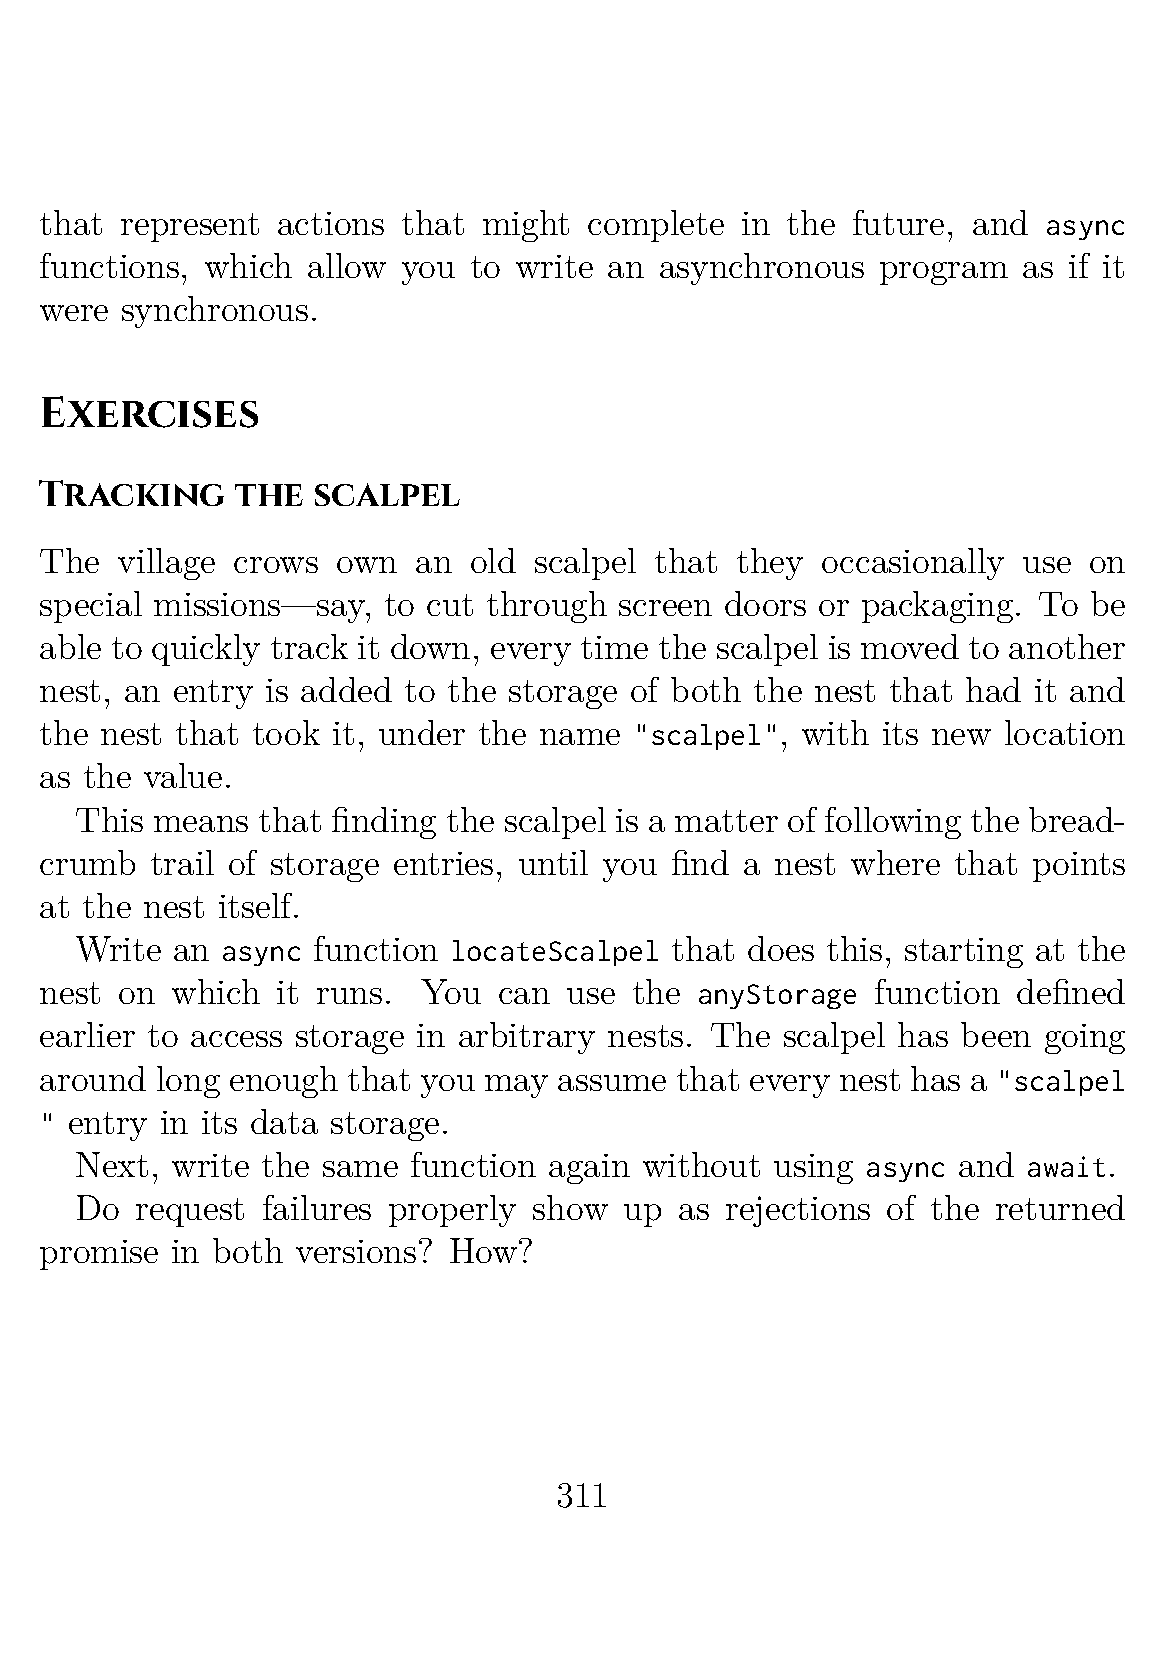 that represent actions that might complete in the future, and async
functions, which allow you to write an asynchronous program as if it
were synchronous.
Exercises
Tracking the scalpel
The village crows own an old scalpel that they occasionally use on
special missions—say, to cut through screen doors or packaging. To be
able to quickly track it down, every time the scalpel is moved to another
nest, an entry is added to the storage of both the nest that had it and
the nest that took it, under the name "scalpel", with its new location
as the value.
This means that finding the scalpel is a matter of following the bread-
crumb trail of storage entries, until you find a nest where that points
at the nest itself.
Write an async function locateScalpel that does this, starting at the
nest on which it runs. You can use the anyStorage function defined
earlier to access storage in arbitrary nests. The scalpel has been going
around long enough that you may assume that every nest has a "scalpel
" entry in its data storage.
Next, write the same function again without using async and await.
Do request failures properly show up as rejections of the returned
promise in both versions? How?
311